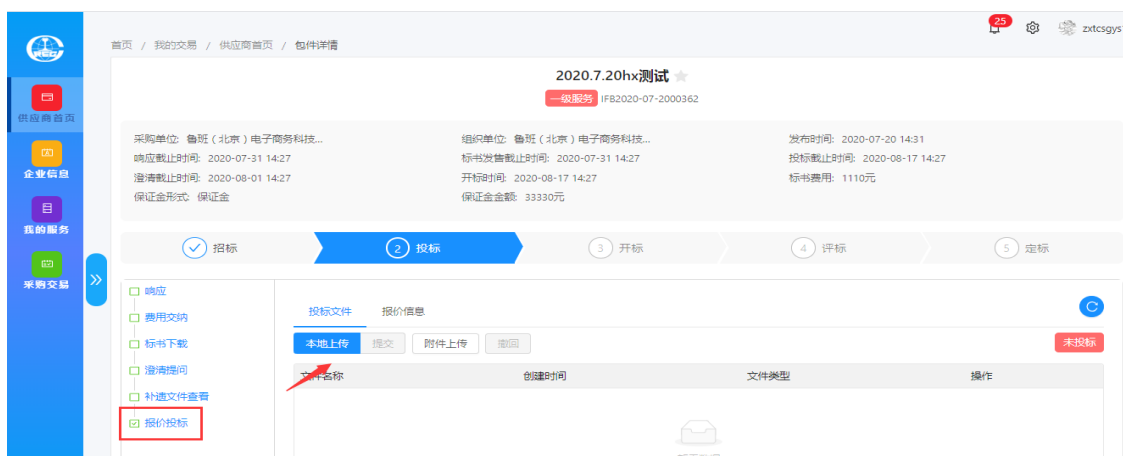 25
zxtcsgys
首页 / 我的交易 / 供应商首页 / 包件详情
供应商首页
企业信息
我的服务
采购交易
2020.7.20hx测试
一级服务 IFB2020-07-2000362
采购单位: 鲁班（北京）电子商务科技... 组织单位: 鲁班（北京）电子商务科技... 发布时间: 2020-07-20 14:31
响应截止时间: 2020-07-31 14:27 标书发售截止时间: 2020-07-31 14:27 投标截止时间: 2020-08-17 14:27
澄清截止时间: 2020-08-01 14:27 开标时间: 2020-08-17 14:27 标书费用: 1110元
保证金形式: 保证金 保证金金额: 33330元
招标 2 投标 3 开标 4 评标 5 定标
响应
费用交纳
标书下载
澄清提问
补遗文件查看
报价投标
投标文件 报价信息
本地上传 提交 附件上传 撤回 未投标
文件名称 创建时间 文件类型 操作